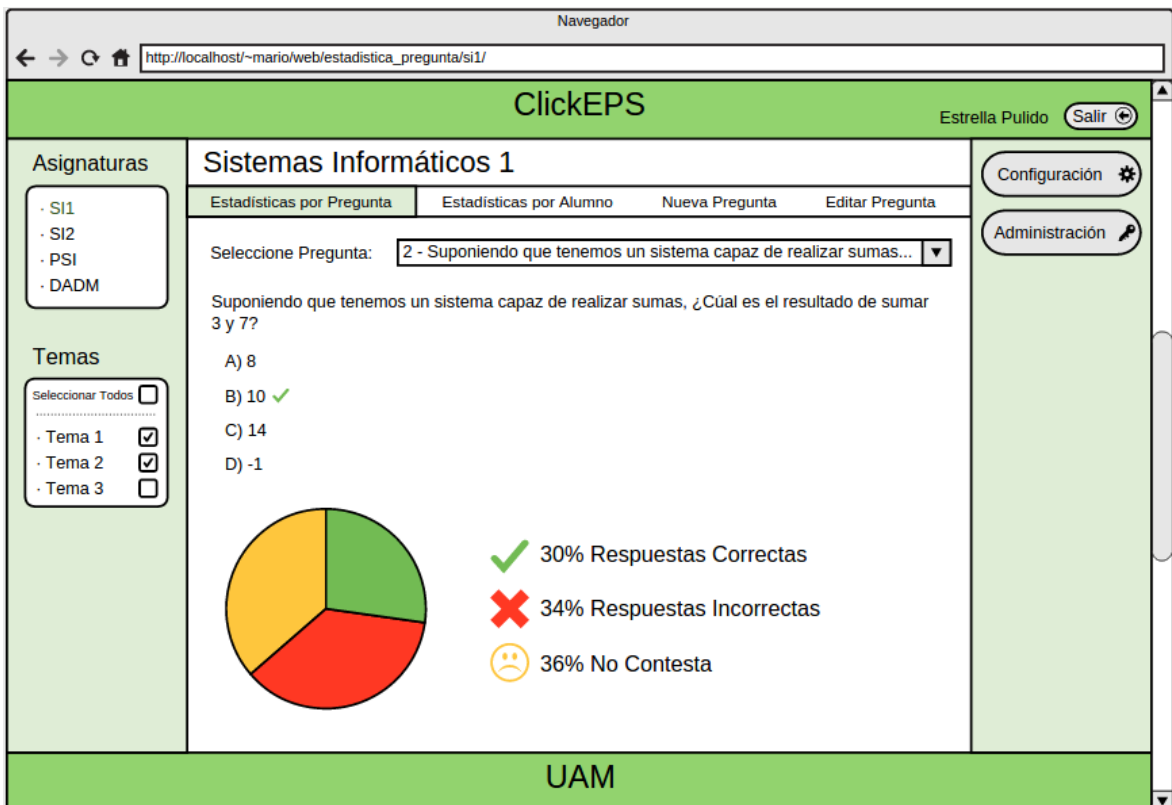 Navegador
http://localhost/~mario/web/estadistica_pregunta/si1/
ClickEPS
Estrella Pulido
Salir
Asignaturas
· SI1
· SI2
· PSI
· DADM
Temas
Seleccionar Todos
· Tema 1
· Tema 2
· Tema 3
Sistemas Informáticos 1
Estadísticas por Pregunta Estadísticas por Alumno Nueva Pregunta Editar Pregunta
Seleccione Pregunta: 2 - Suponiendo que tenemos un sistema capaz de realizar sumas...
Suponiendo que tenemos un sistema capaz de realizar sumas, ¿Cúal es el resultado de sumar
3 y 7?
A) 8
B) 10
C) 14
D) -1
30% Respuestas Correctas
34% Respuestas Incorrectas
36% No Contesta
Configuración
Administración
UAM